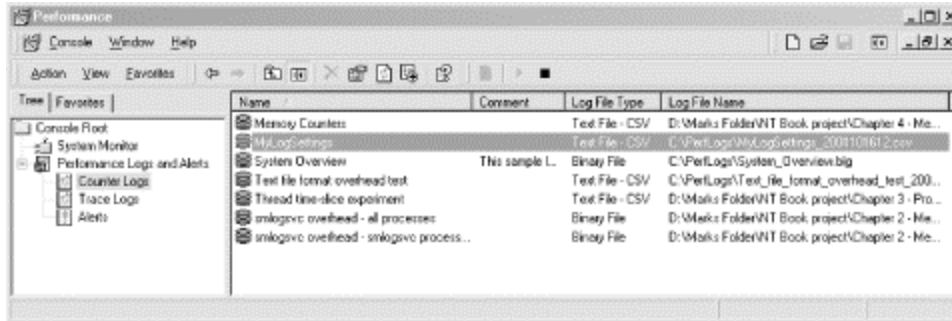 Performance
Console Window Help
Action View Favorites
Tree Favorites
Name Comment Log File Type Log File Name
Console Root
System Monitor
Performance Logs and Alerts
Counter Logs
Trace Logs
Alerts
Memory Counters Text File - CSV D:\Marks Folder\NT Book project\Chapter 4 - Me...
MyLogSettings Text File - CSV C:\PerfLogs\MyLogSettings_2001101612.csv
System Overview This sample l... Binary File C:\PerfLogs\System_Overview.blg
Text file format overhead test Text File - CSV C:\PerfLogs\Text_file_format_overhead_test_200...
Thread time-slice experiment Text File - CSV D:\Marks Folder\NT Book project\Chapter 3 - Pro...
smlogsvc overhead - all processes Binary File D:\Marks Folder\NT Book project\Chapter 2 - Me...
smlogsvc overhead - smlogsvc process... Binary File D:\Marks Folder\NT Book project\Chapter 2 - Me...